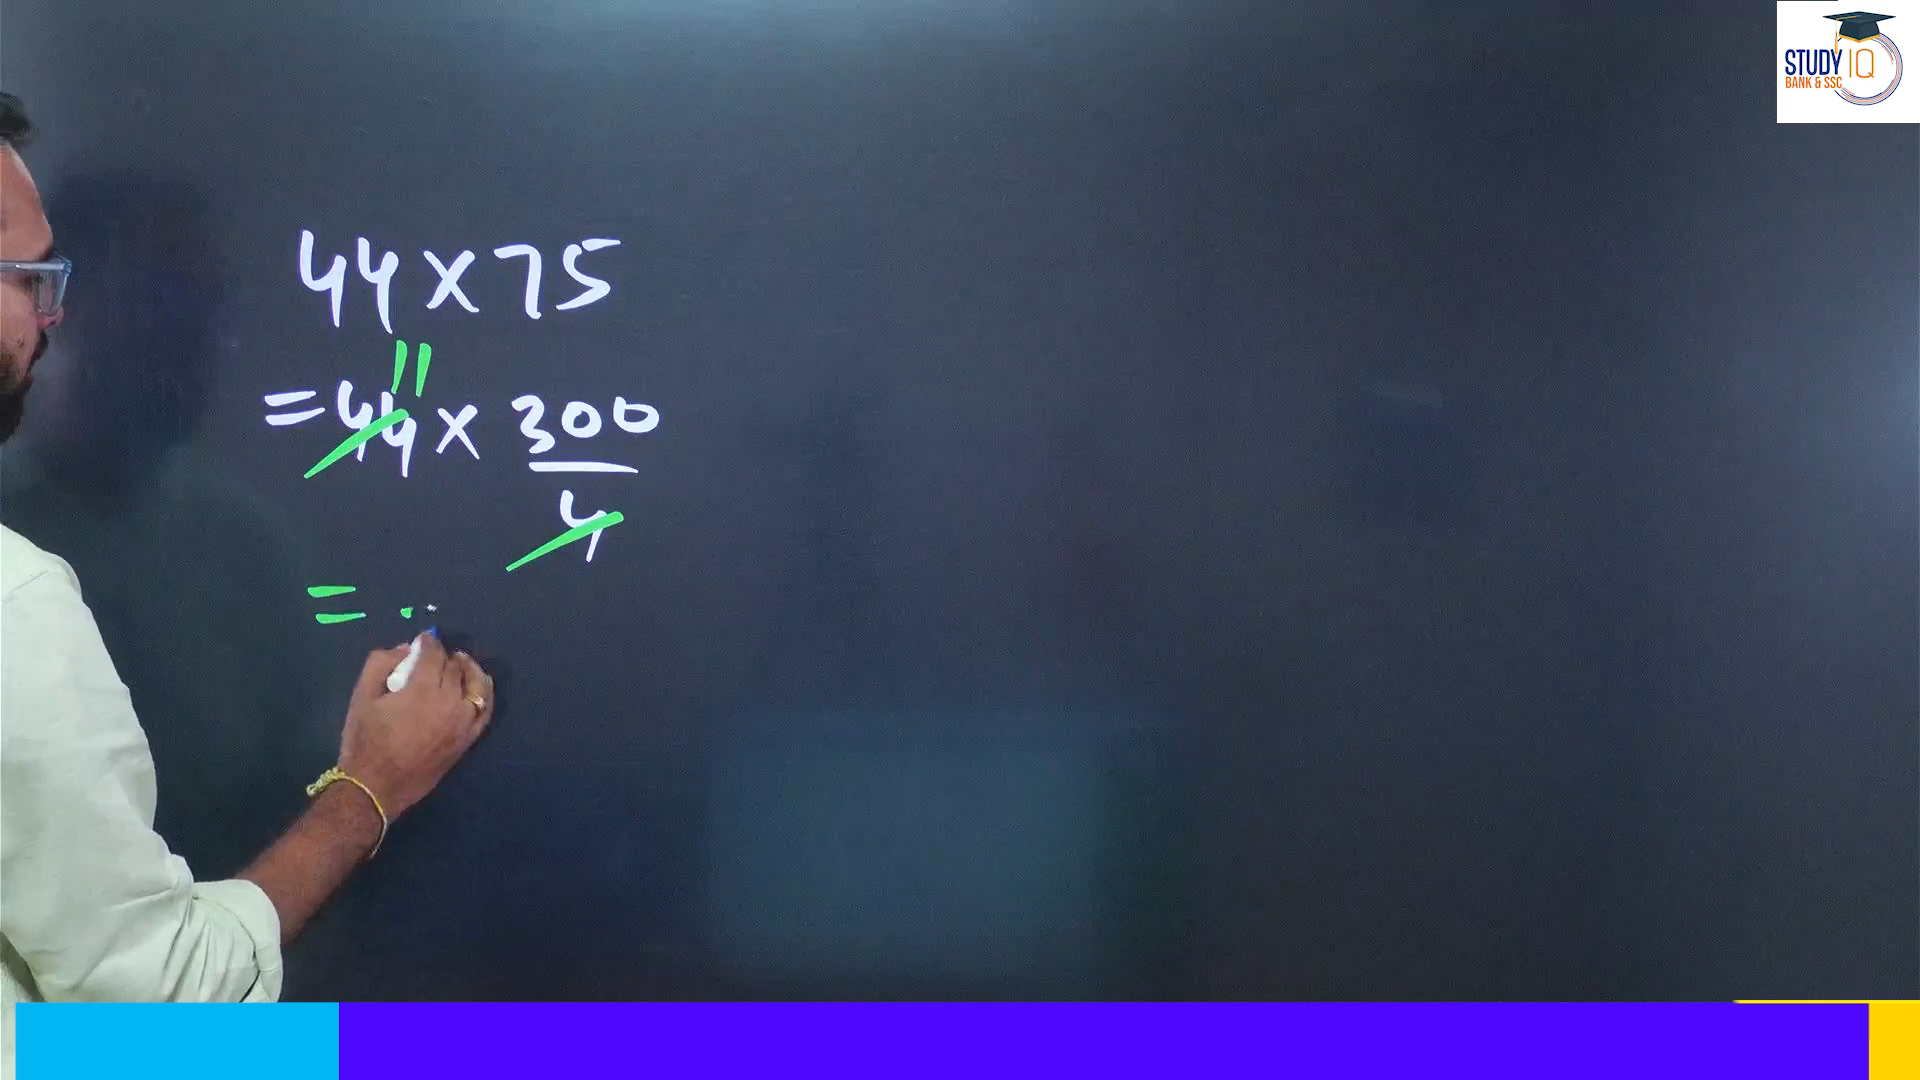 STUDY IQ
BANK & SSC
44 x 75
11
= 44 x 300
4
= .